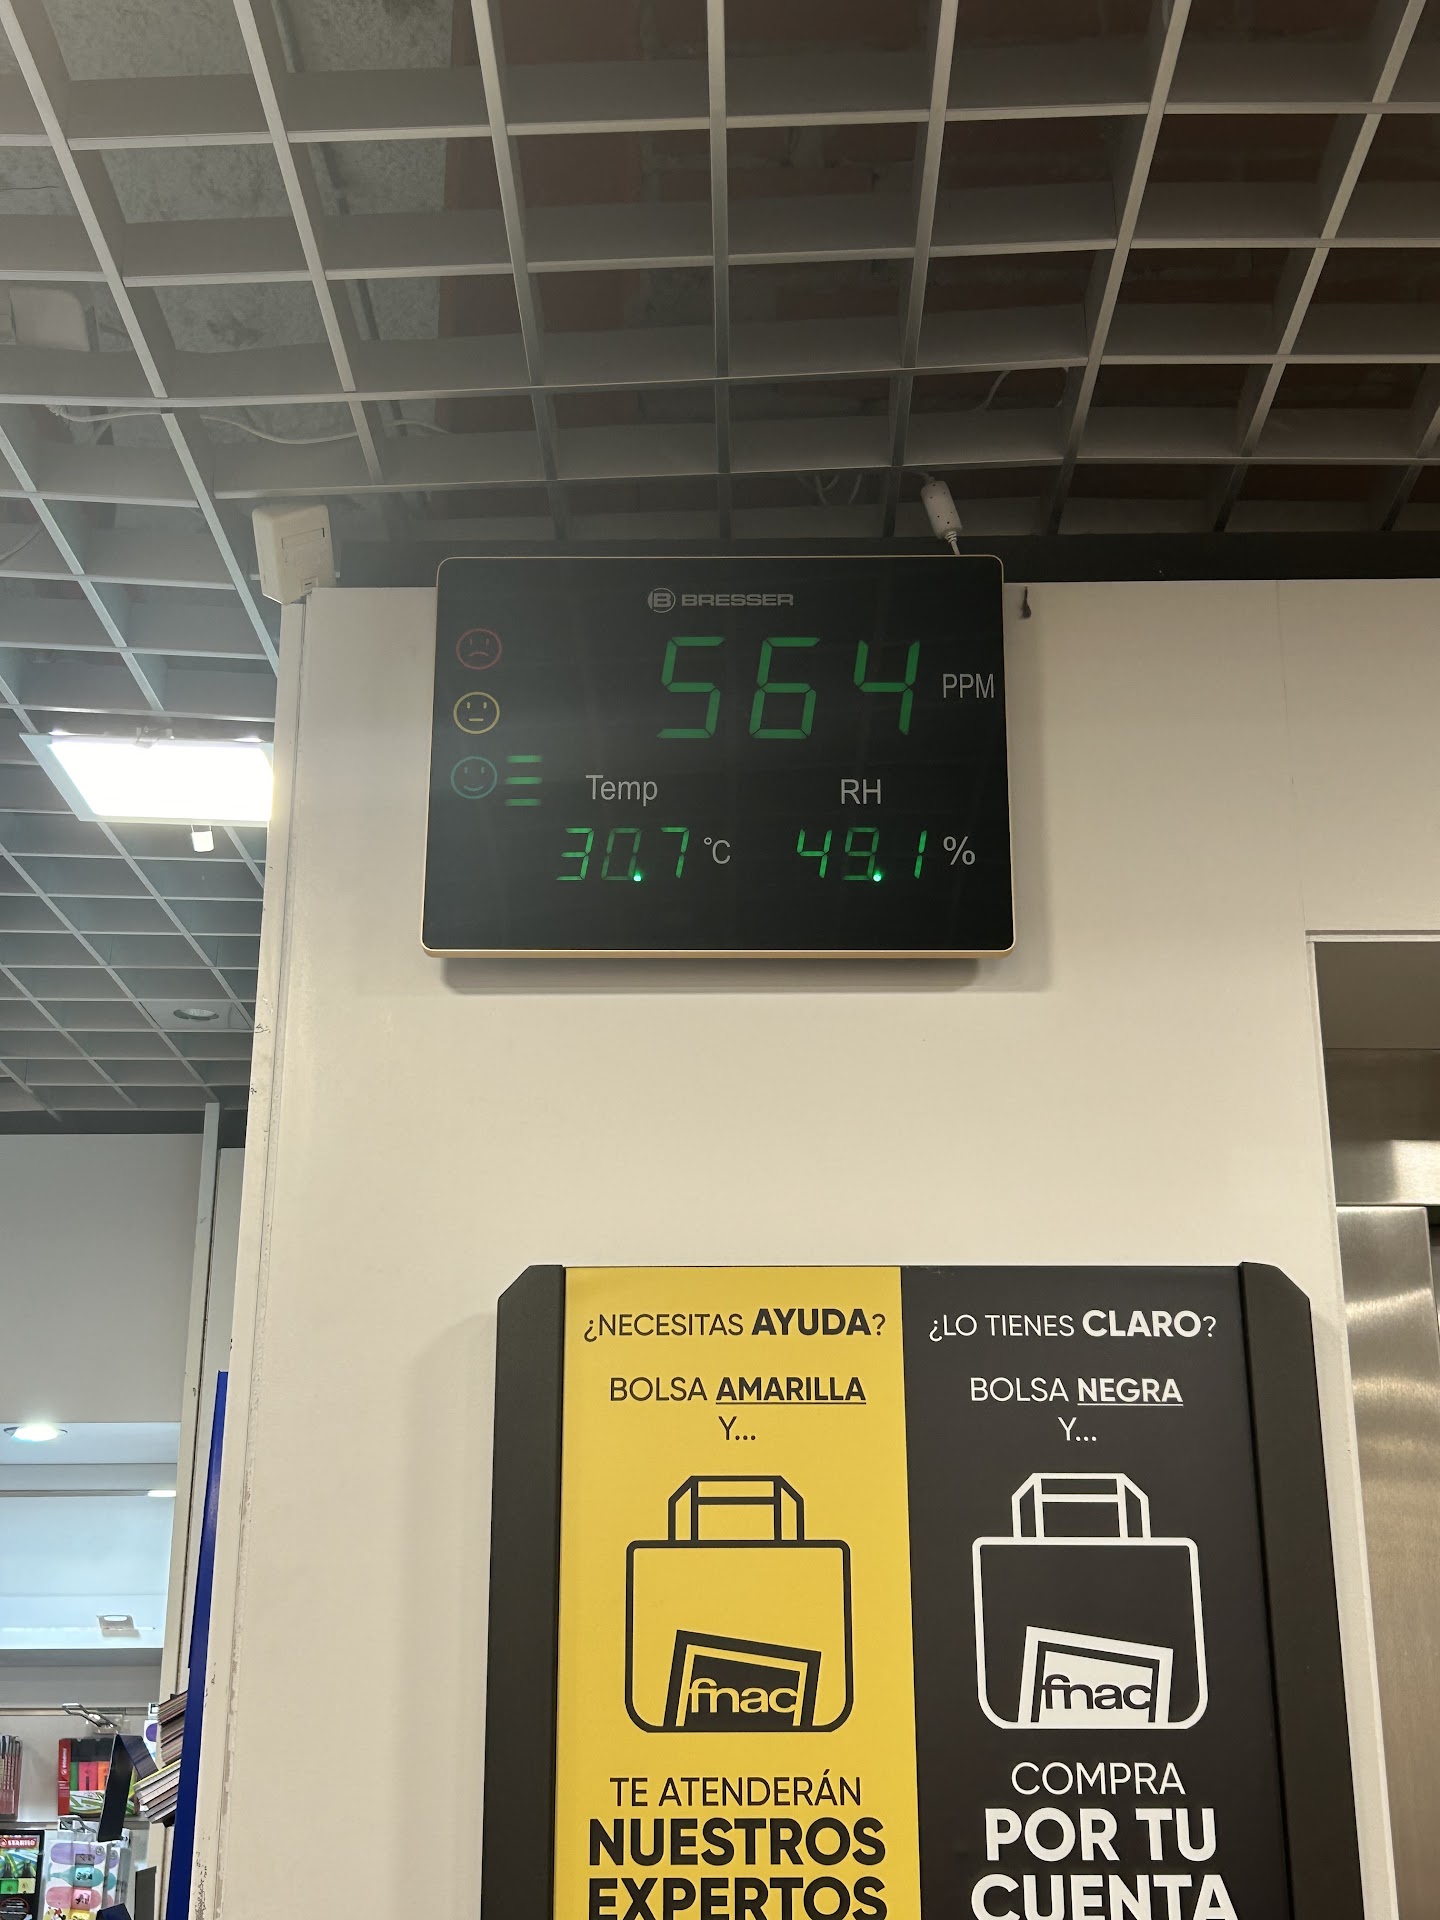 BRESSER
564 PPM
Temp RH
30.7 °C 49.1 %
¿NECESITAS AYUDA?
BOLSA AMARILLA
Y...
fnac
TE ATENDERÁN
NUESTROS
EXPERTOS
¿LO TIENES CLARO?
BOLSA NEGRA
Y...
fnac
COMPRA
POR TU
CUENTA